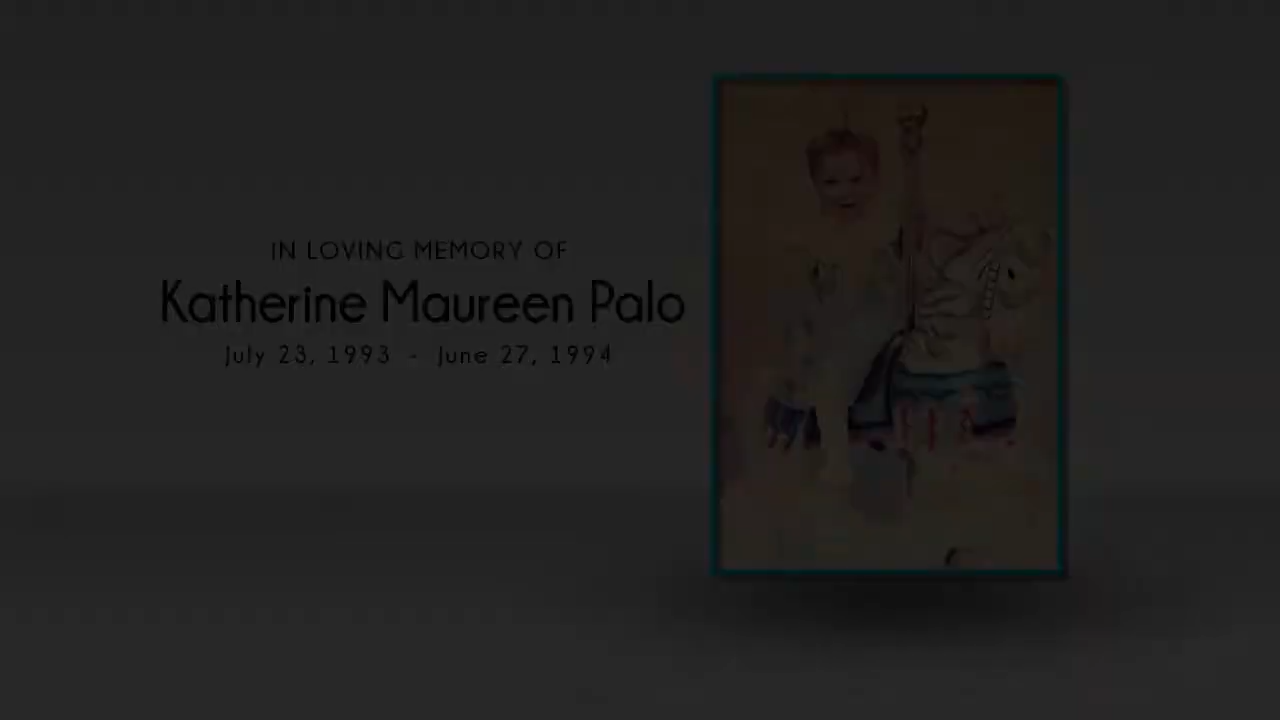 IN LOVING MEMORY OF
Katherine Maureen Palo
July 23, 1993 - June 27, 1994